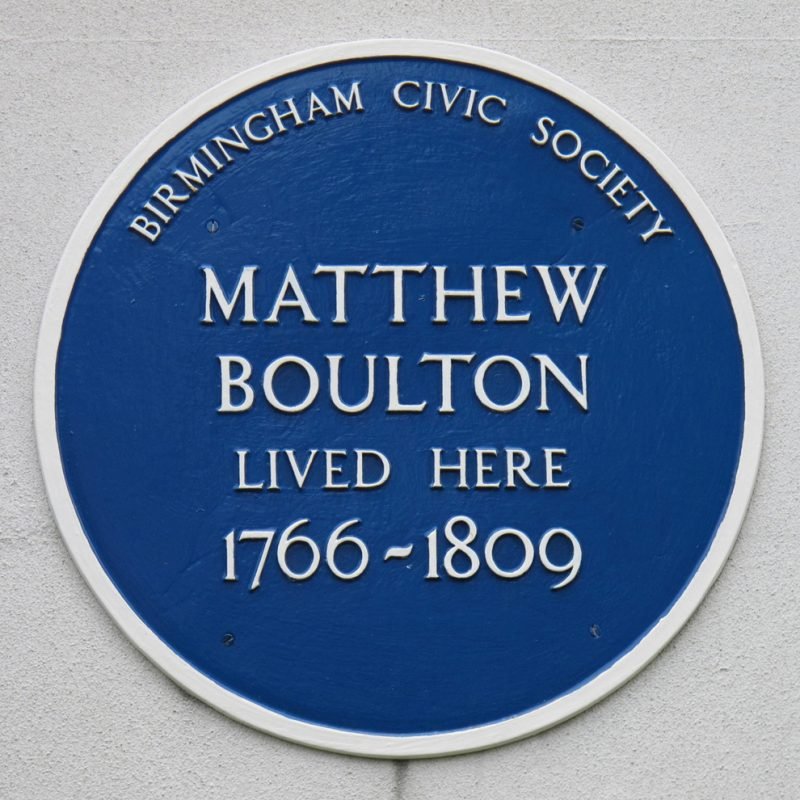 BIRMINGHAM CIVIC SOCIETY
MATTHEW
BOULTON
LIVED HERE
1766~1809